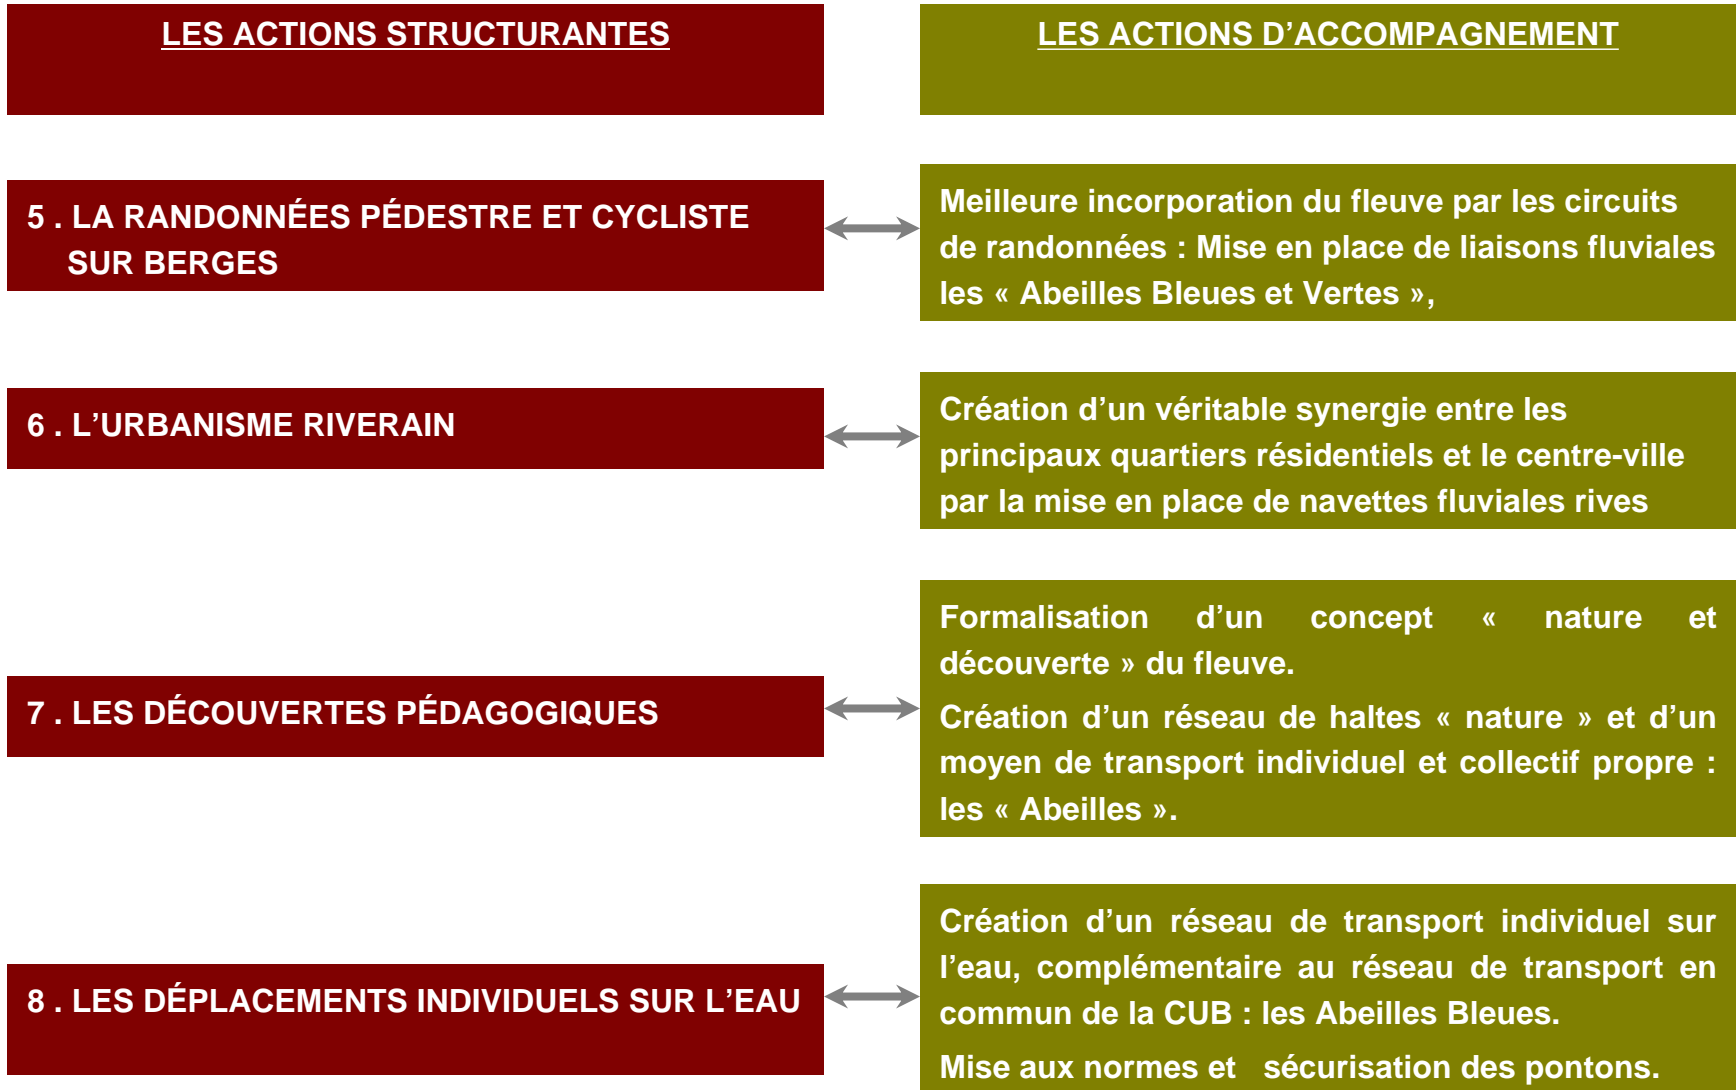 LES ACTIONS STRUCTURANTES
LES ACTIONS D’ACCOMPAGNEMENT
5 . LA RANDONNÉES PÉDESTRE ET CYCLISTE
SUR BERGES
Meilleure incorporation du fleuve par les circuits
de randonnées : Mise en place de liaisons fluviales
les « Abeilles Bleues et Vertes »,
6 . L’URBANISME RIVERAIN
Création d’un véritable synergie entre les
principaux quartiers résidentiels et le centre-ville
par la mise en place de navettes fluviales rives
7 . LES DÉCOUVERTES PÉDAGOGIQUES
Formalisation d’un concept « nature et
découverte » du fleuve.
Création d’un réseau de haltes « nature » et d’un
moyen de transport individuel et collectif propre :
les « Abeilles ».
8 . LES DÉPLACEMENTS INDIVIDUELS SUR L’EAU
Création d’un réseau de transport individuel sur
l’eau, complémentaire au réseau de transport en
commun de la CUB : les Abeilles Bleues.
Mise aux normes et sécurisation des pontons.